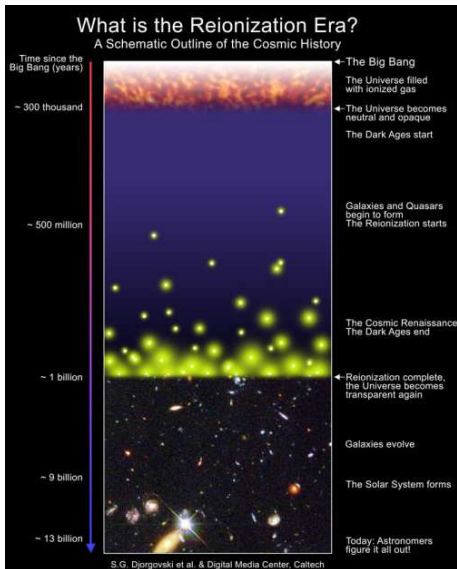 What is the Reionization Era?
A Schematic Outline of the Cosmic History
Time since the
Big Bang (years)
The Big Bang
The Universe filled
with ionized gas
~ 300 thousand
The Universe becomes
neutral and opaque
The Dark Ages start
Galaxies and Quasars
begin to form
~ 500 million
The Reionization starts
The Cosmic Renaissance
The Dark Ages end
~ 1 billion
Reionization complete,
the Universe becomes
transparent again
Galaxies evolve
~ 9 billion
The Solar System forms
~ 13 billion
Today: Astronomers
figure it all out!
S.G. Djorgovski et al. & Digital Media Center, Caltech